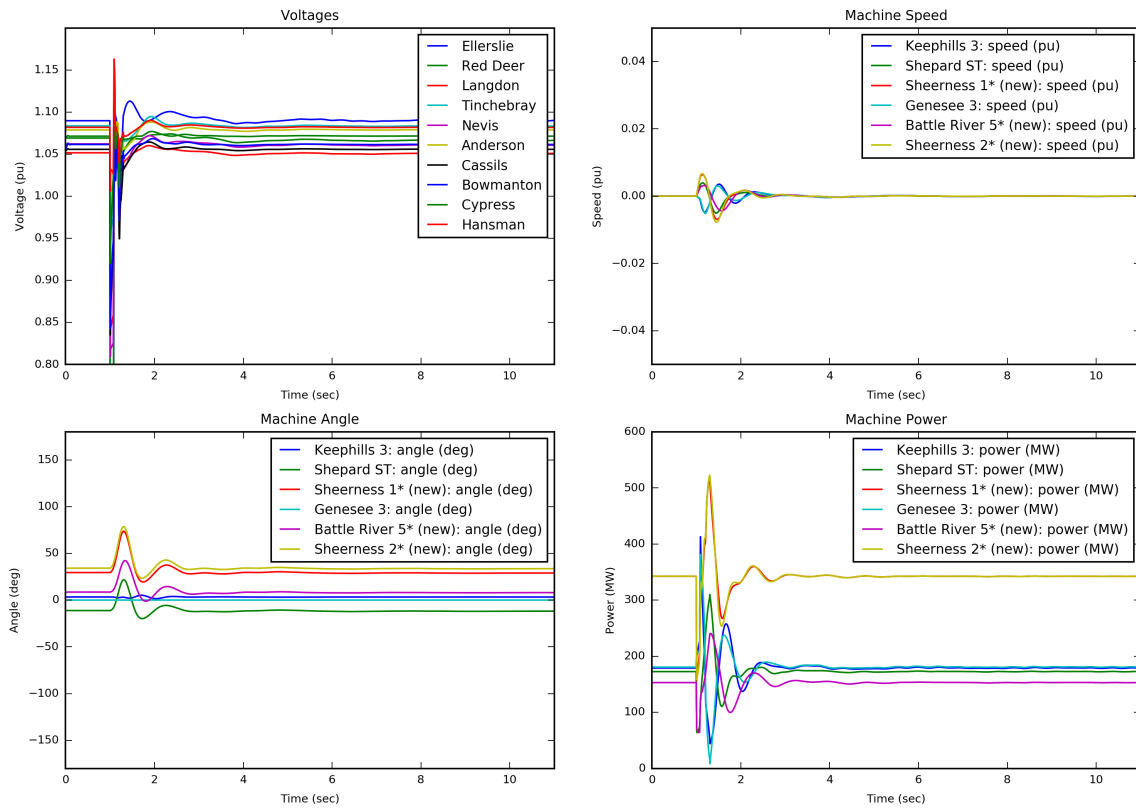 Voltages
1.15
1.10
1.05
1.00
0.95
0.90
0.85
0.80
Voltage (pu)
0 2 4 6 8 10
Time (sec)
Ellerslie
Red Deer
Langdon
Tinchebray
Nevis
Anderson
Cassils
Bowmanton
Cypress
Hansman
Machine Speed
0.04
0.02
0.00
−0.02
−0.04
Speed (pu)
0 2 4 6 8 10
Time (sec)
Keephills 3: speed (pu)
Shepard ST: speed (pu)
Sheerness 1* (new): speed (pu)
Genesee 3: speed (pu)
Battle River 5* (new): speed (pu)
Sheerness 2* (new): speed (pu)
Machine Angle
150
100
50
0
−50
−100
−150
Angle (deg)
0 2 4 6 8 10
Time (sec)
Keephills 3: angle (deg)
Shepard ST: angle (deg)
Sheerness 1* (new): angle (deg)
Genesee 3: angle (deg)
Battle River 5* (new): angle (deg)
Sheerness 2* (new): angle (deg)
Machine Power
600
500
400
300
200
100
0
Power (MW)
0 2 4 6 8 10
Time (sec)
Keephills 3: power (MW)
Shepard ST: power (MW)
Sheerness 1* (new): power (MW)
Genesee 3: power (MW)
Battle River 5* (new): power (MW)
Sheerness 2* (new): power (MW)